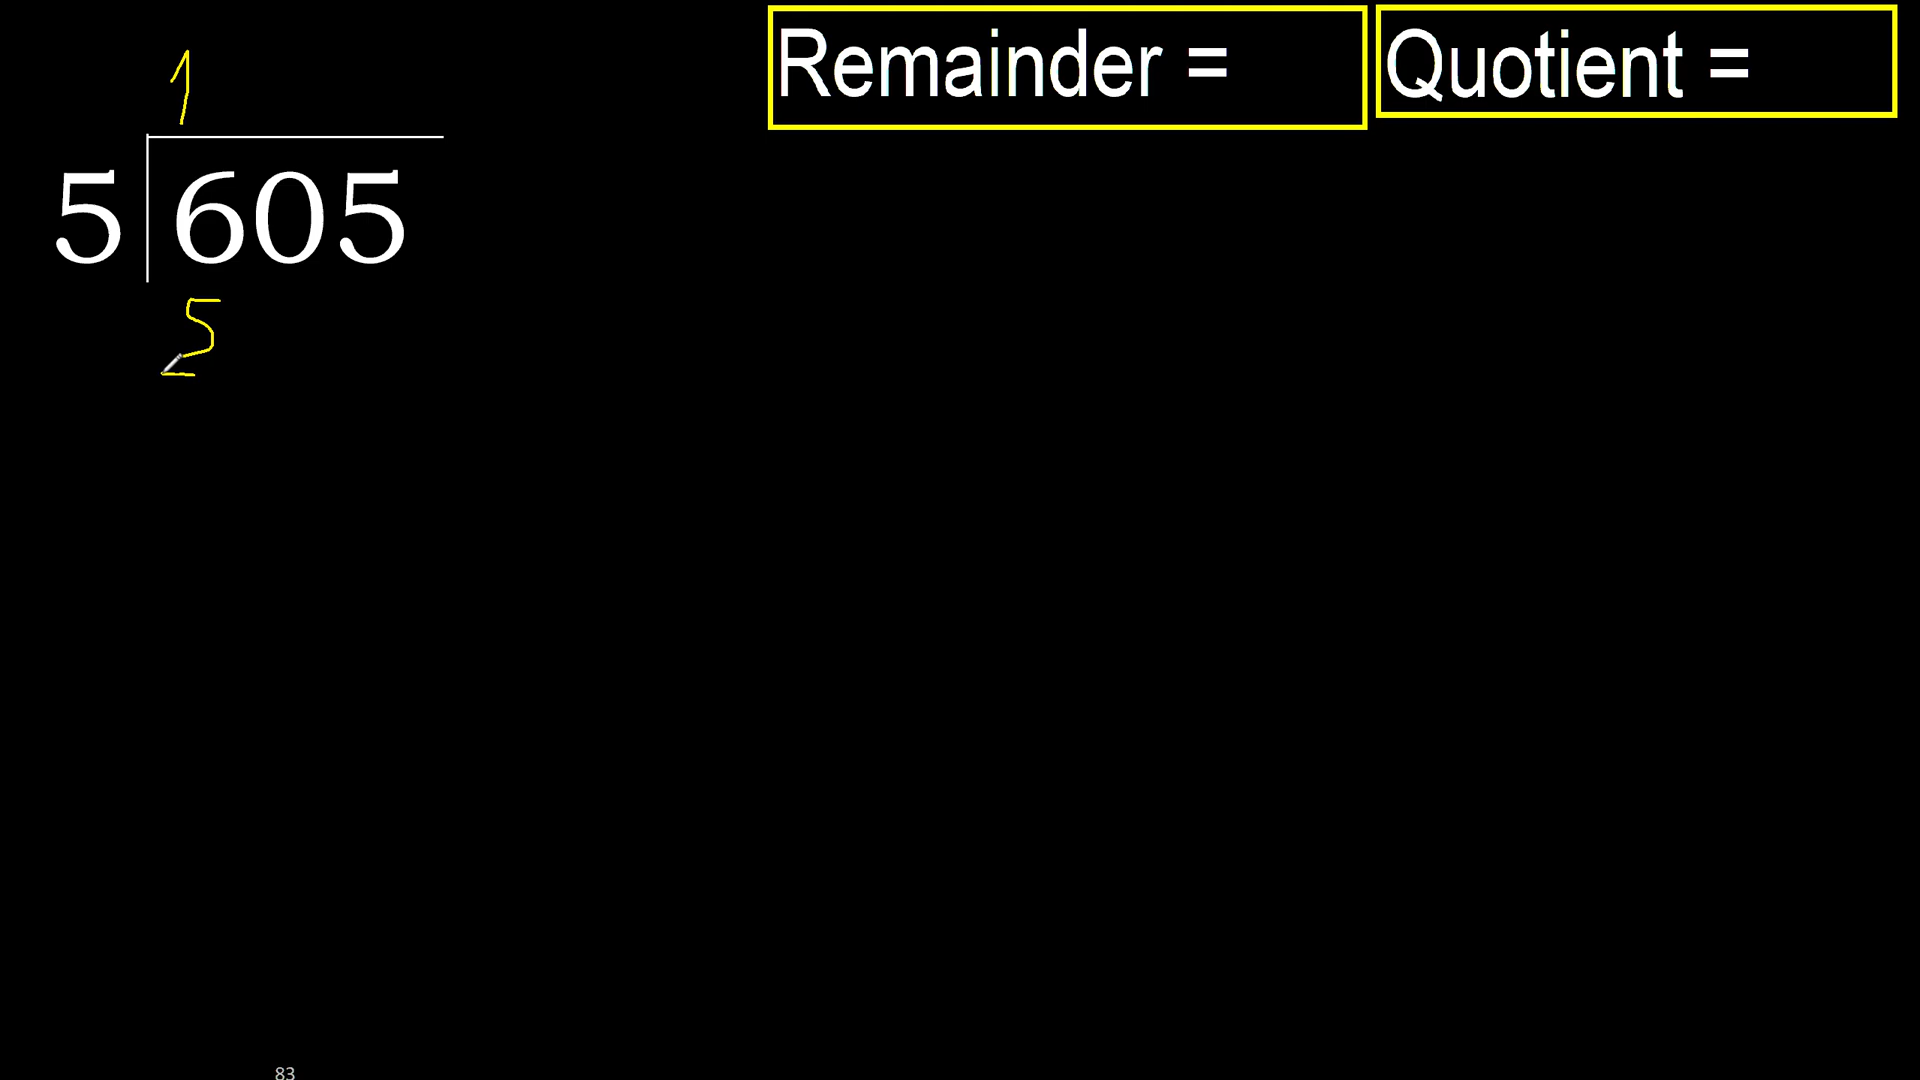 Remainder =
Quotient =
1
5 605
5
83